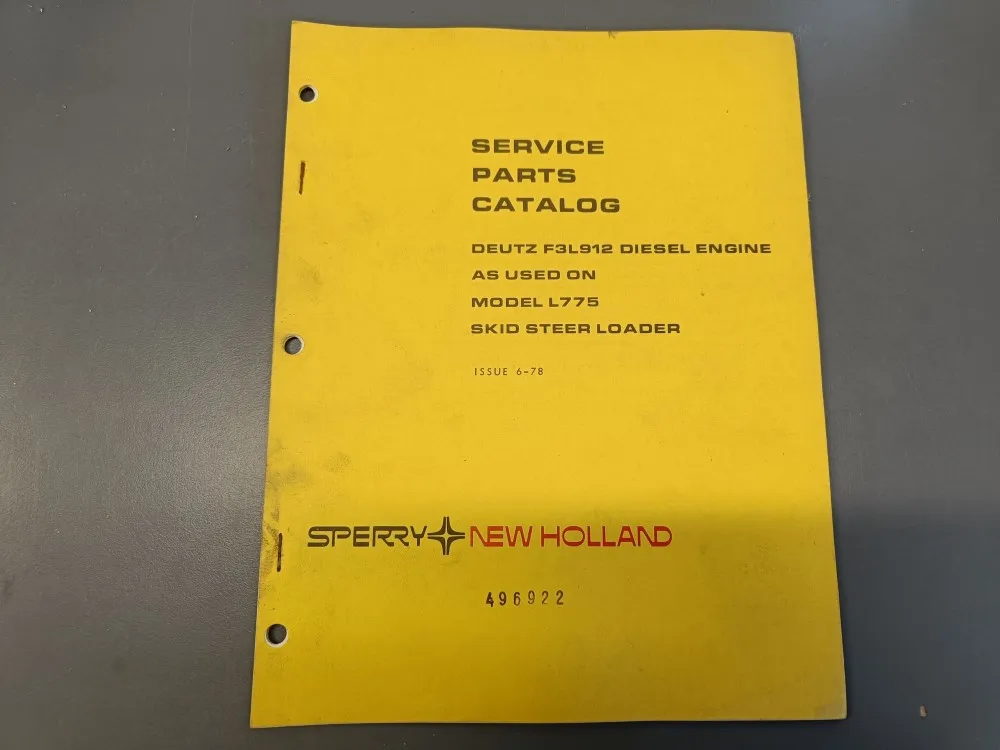 SERVICE
PARTS
CATALOG
DEUTZ F3L912 DIESEL ENGINE
AS USED ON
MODEL L775
SKID STEER LOADER
ISSUE 6-78
SPERRY NEW HOLLAND
496922